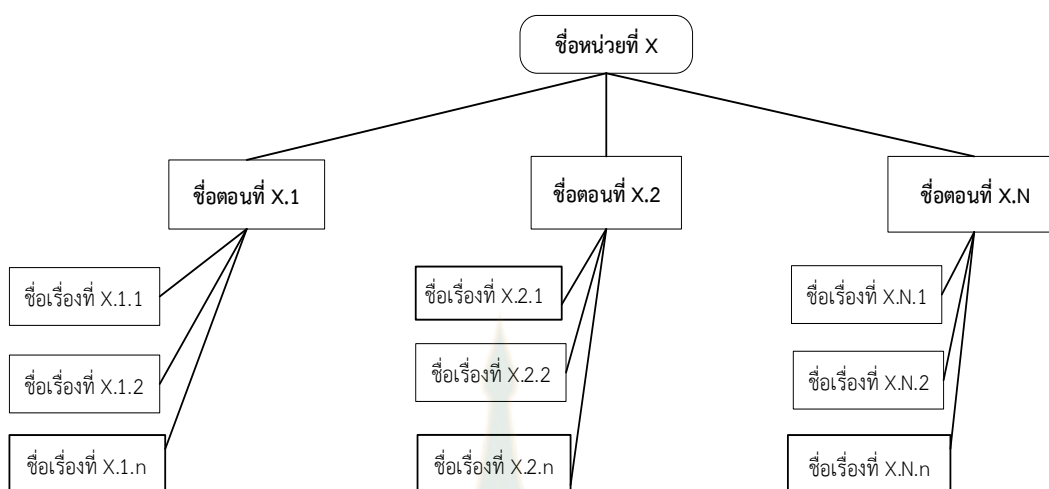 ชื่อหน่วยที่ X
ชื่อตอนที่ X.1
ชื่อตอนที่ X.2
ชื่อตอนที่ X.N
ชื่อเรื่องที่ X.1.1
ชื่อเรื่องที่ X.2.1
ชื่อเรื่องที่ X.N.1
ชื่อเรื่องที่ X.1.2
ชื่อเรื่องที่ X.2.2
ชื่อเรื่องที่ X.N.2
ชื่อเรื่องที่ X.1.n
ชื่อเรื่องที่ X.2.n
ชื่อเรื่องที่ X.N.n